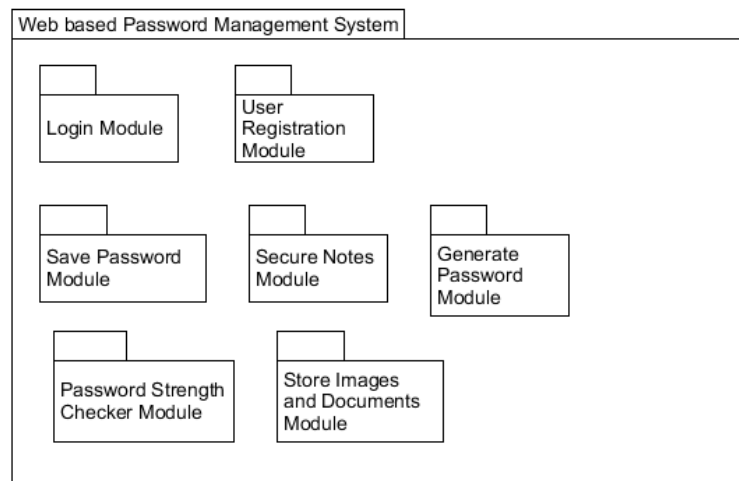 Web based Password Management System
Login Module
User
Registration
Module
Save Password
Module
Secure Notes
Module
Generate
Password
Module
Password Strength
Checker Module
Store Images
and Documents
Module